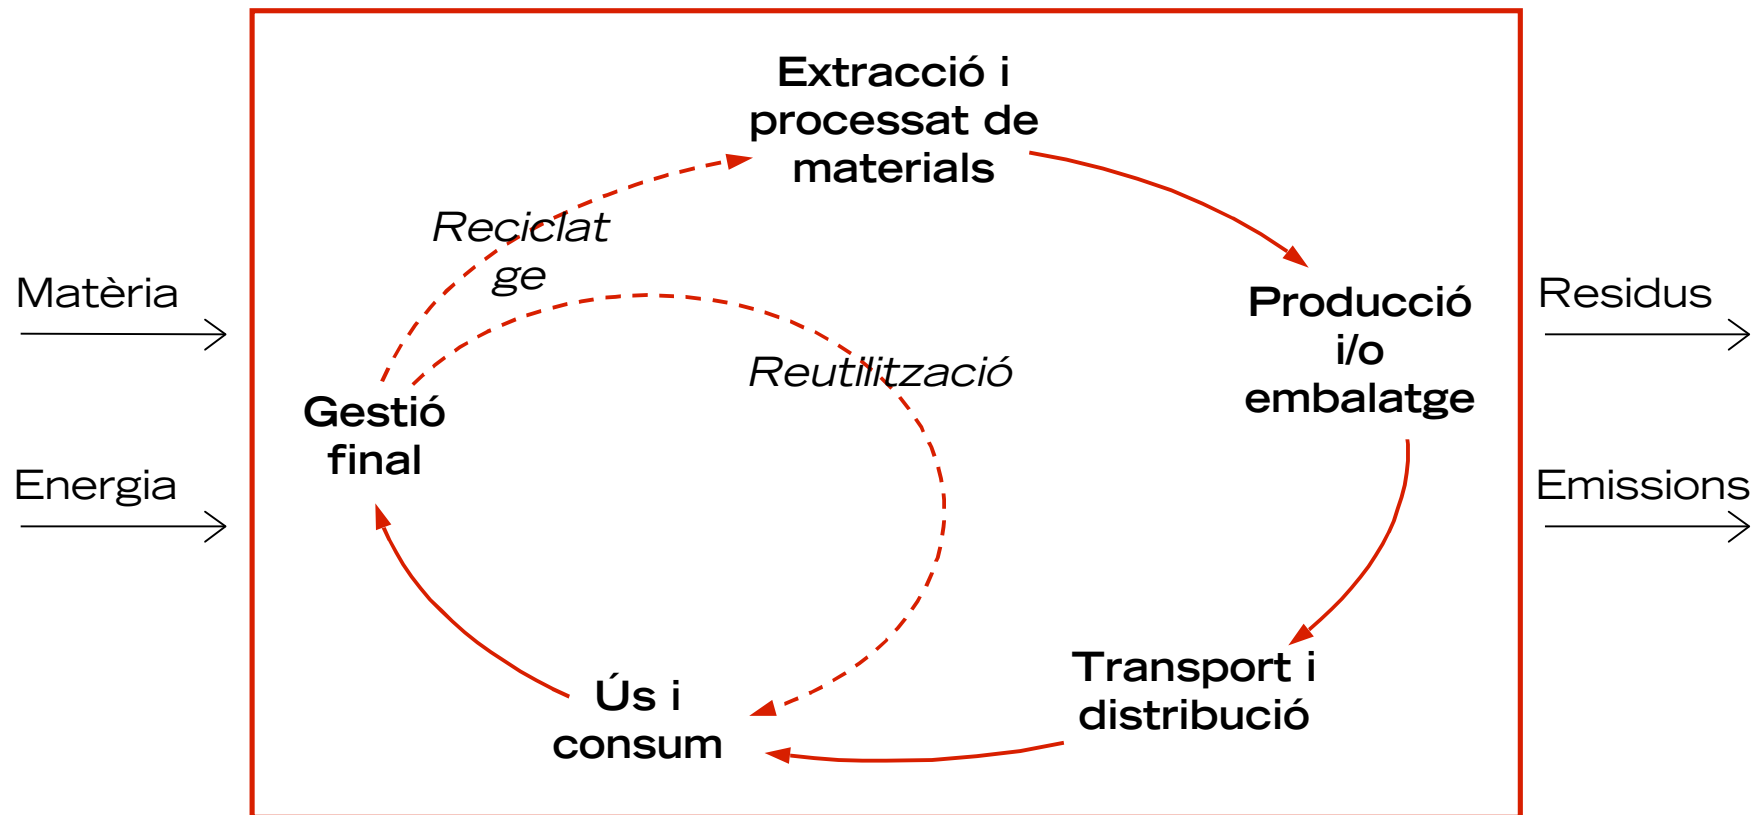 Extracció i
processat de
materials
Reciclat
ge
Matèria
Producció
i/o
embalatge
Residus
Reutilització
Gestió
final
Energia
Emissions
Transport i
distribució
Ús i
consum